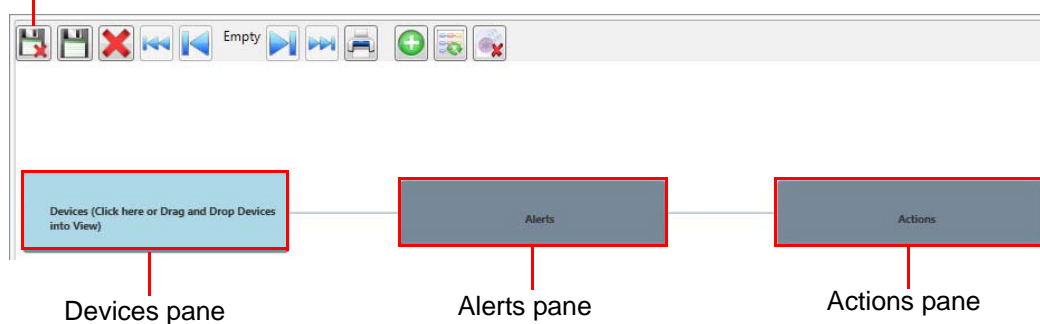 Empty
Devices (Click here or Drag and Drop Devices
into View)
Alerts
Actions
Devices pane
Alerts pane
Actions pane